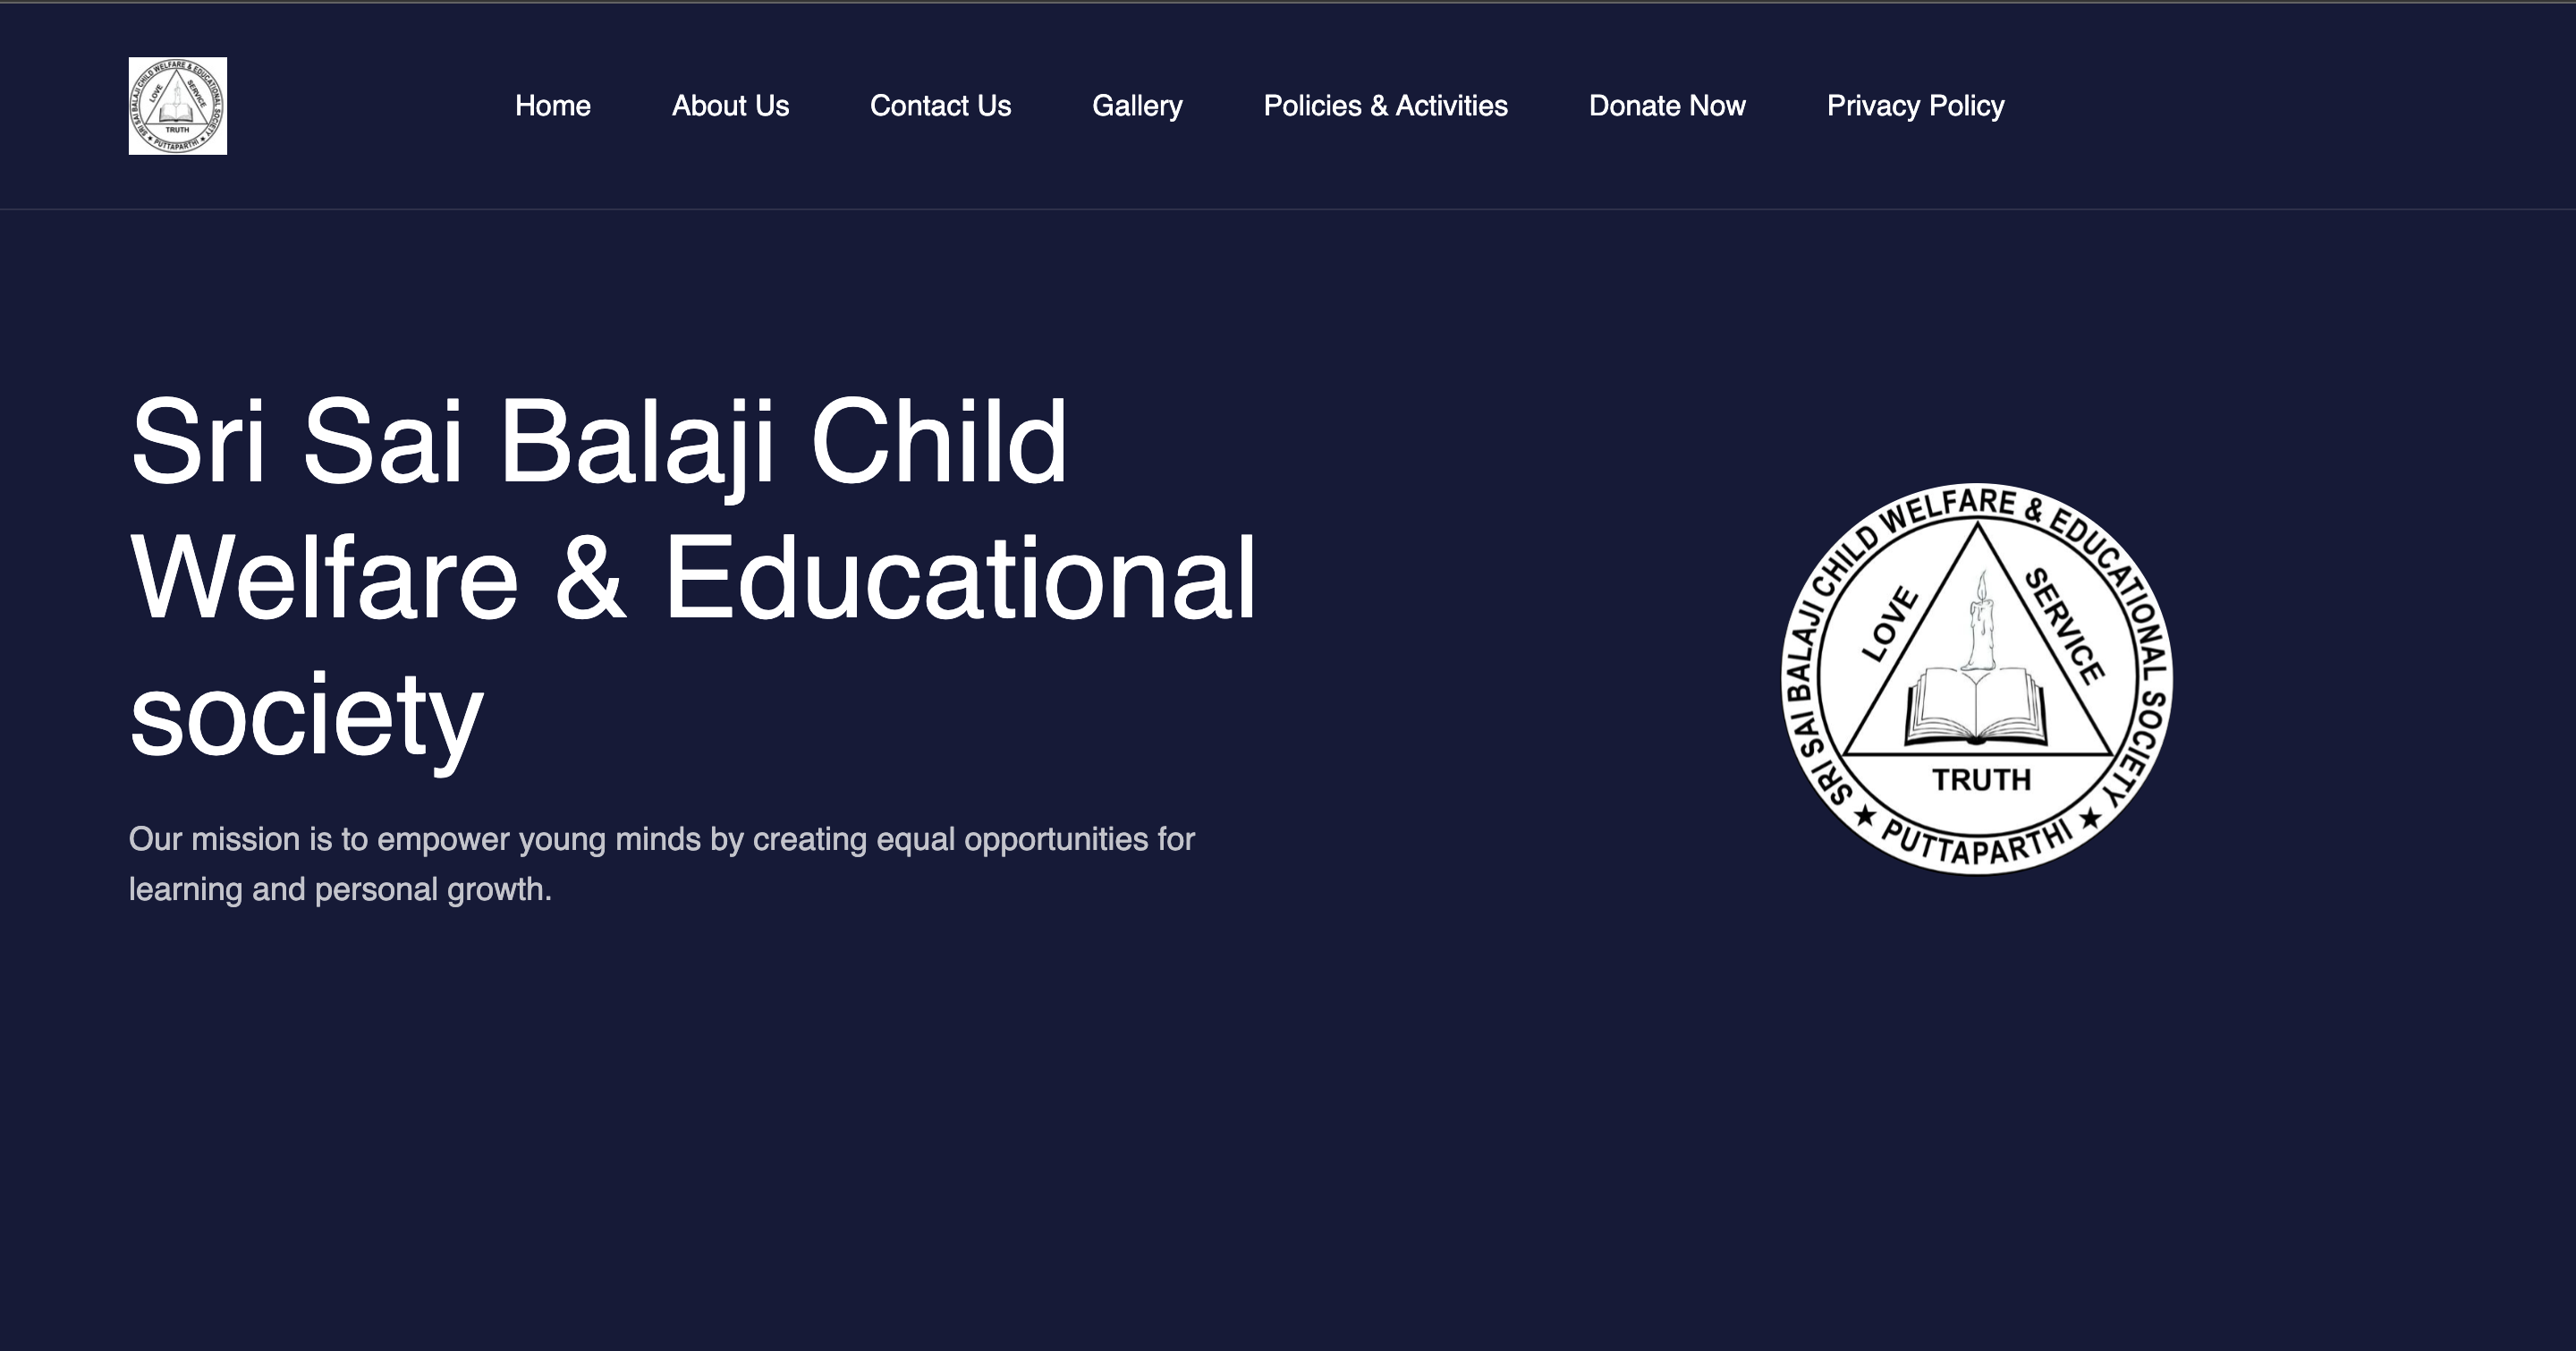 SRI SAI BALAJI CHILD WELFARE & EDUCATIONAL SOCIETY
LOVE
SERVICE
TRUTH
★ PUTTAPARTHI ★
Home About Us Contact Us Gallery Policies & Activities Donate Now Privacy Policy
Sri Sai Balaji Child
Welfare & Educational
society
Our mission is to empower young minds by creating equal opportunities for
learning and personal growth.
SRI SAI BALAJI CHILD WELFARE & EDUCATIONAL SOCIETY
LOVE
SERVICE
TRUTH
★ PUTTAPARTHI ★